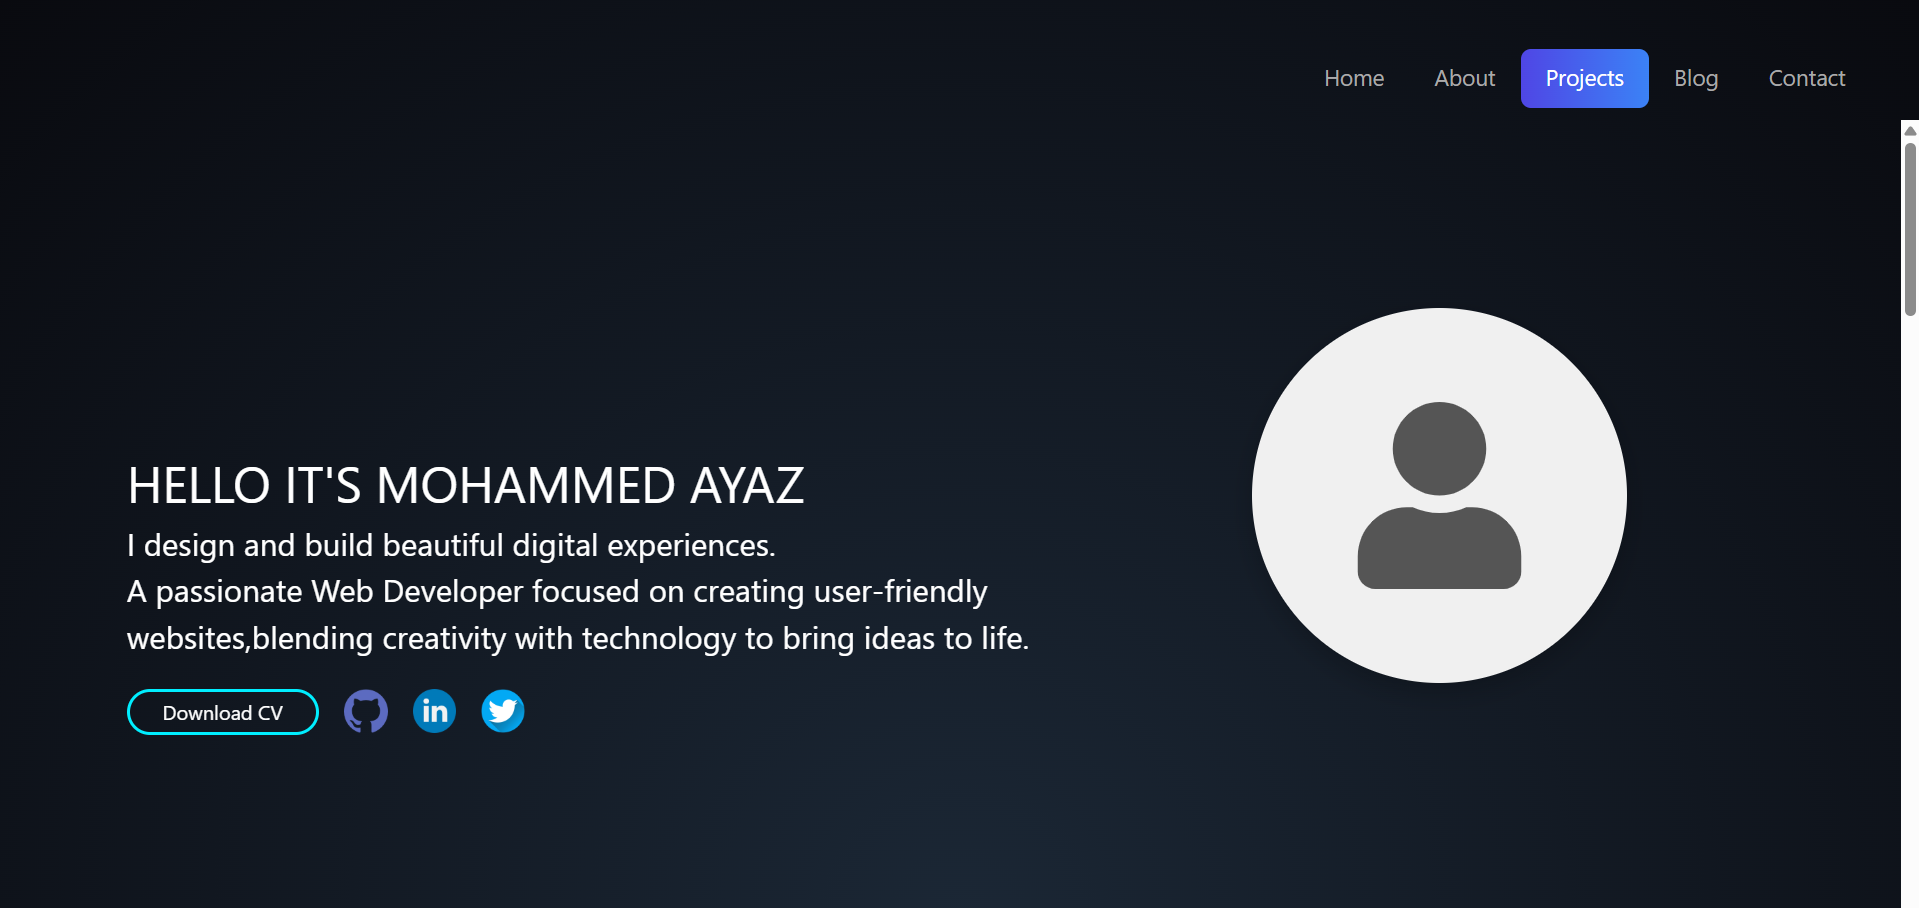 Home About Projects Blog Contact
HELLO IT'S MOHAMMED AYAZ
I design and build beautiful digital experiences.
A passionate Web Developer focused on creating user-friendly
websites,blending creativity with technology to bring ideas to life.
Download CV in